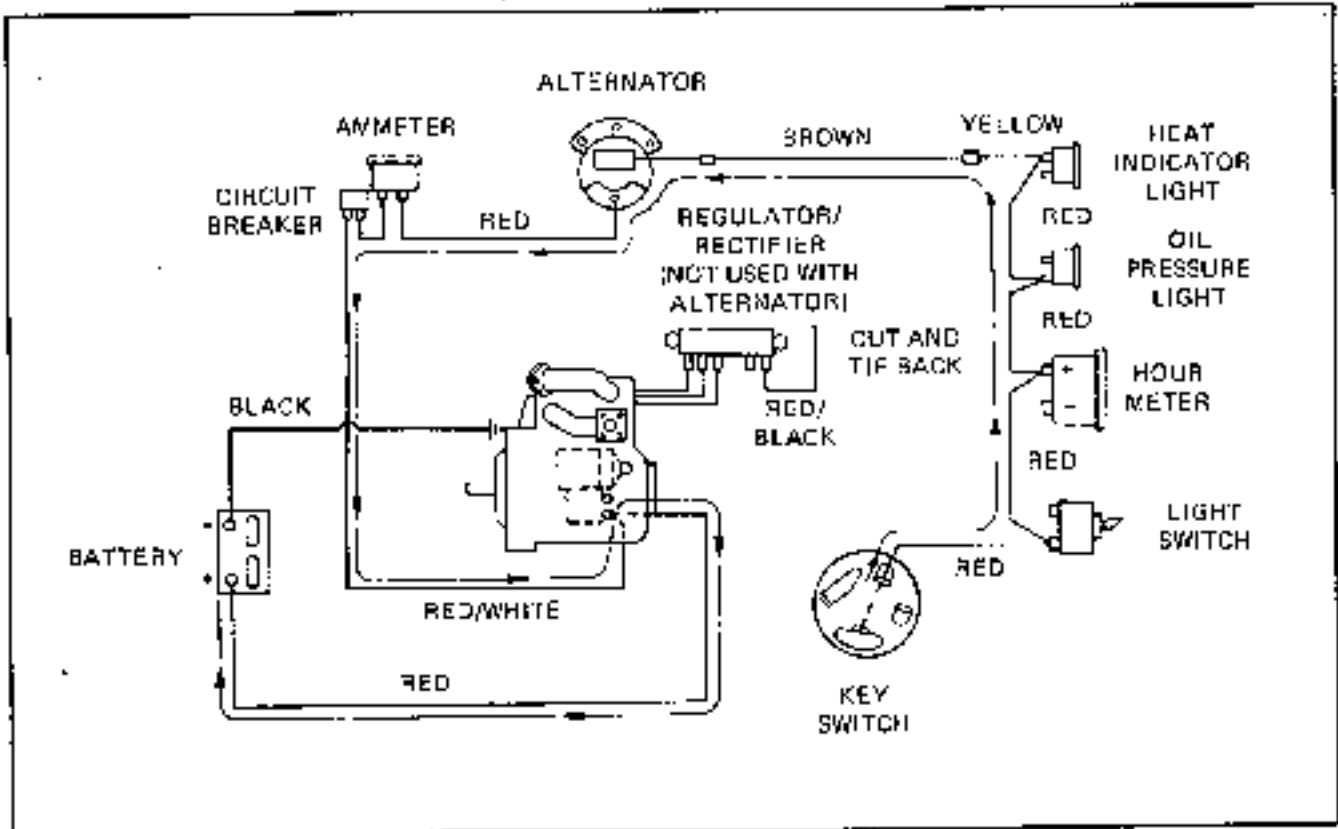 ALTERNATOR
AMMETER
BROWN
YELLOW
HEAT
INDICATOR
LIGHT
CIRCUIT
BREAKER
RED
REGULATOR/
RECTIFIER
(NOT USED WITH
ALTERNATOR)
RED
OIL
PRESSURE
LIGHT
RED
CUT AND
TIE BACK
HOUR
METER
BLACK
RED/
BLACK
+
-
RED
LIGHT
SWITCH
BATTERY
RED
RED/WHITE
RED
KEY
SWITCH